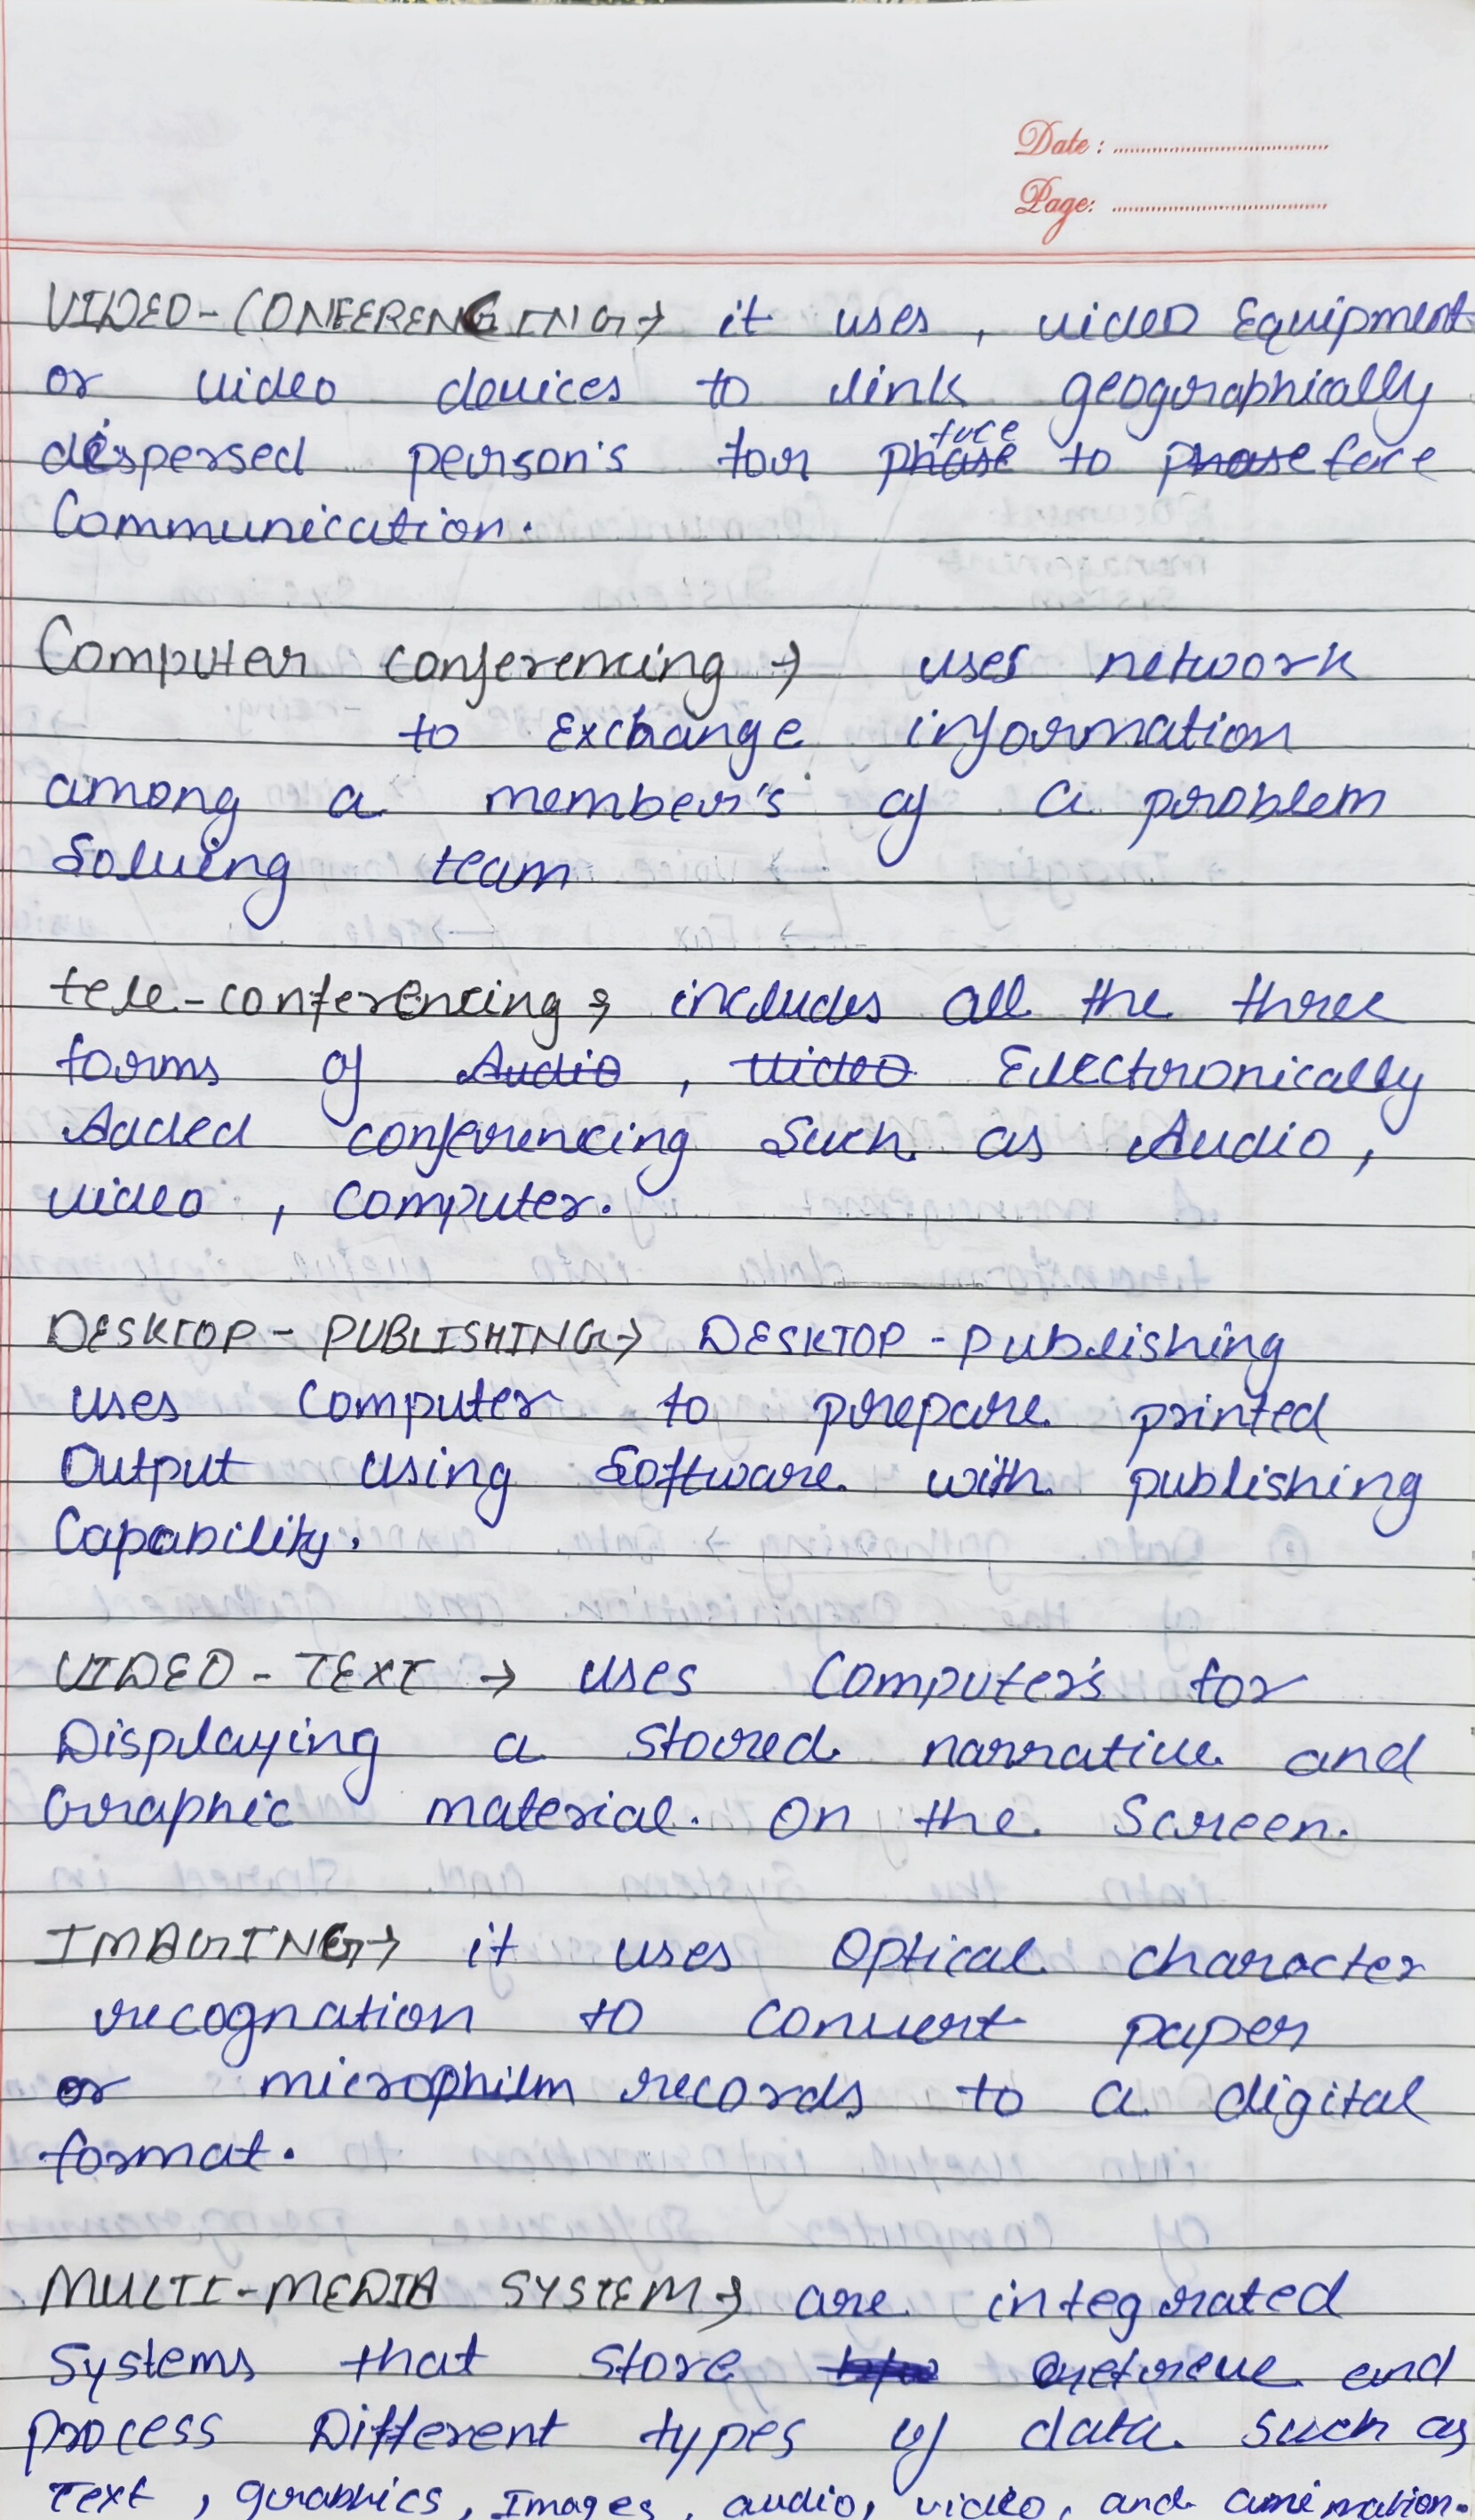 Date :
Page:
VIDEO-CONFERENCING→ it uses, video Equipment
or video devices to link geographically
dispersed person's for phase face to phase face
Communication.
Computer conferencing → uses network
to Exchange information
among a member's of a problem
Solving team
tele-conferencing → includes all the three
forms of Audio, Video Electronically
Added conferencing Such as Audio,
video, Computer.
DESKTOP-PUBLISHING→ DESKTOP-publishing
uses Computer to prepare printed
Output using Software with publishing
Capability.
VIDEO-TEXT → uses Computer's for
Displaying a stored narrative and
Graphic material. On the Screen.
IMAGING→ it uses Optical character
recognation to Convert paper
or microphilm records to a digital
format.
MULTI-MEDIA SYSTEM→ are integrated
Systems that store and
process Different types of data such as
Text, graphics, Images, audio, video, and animation.